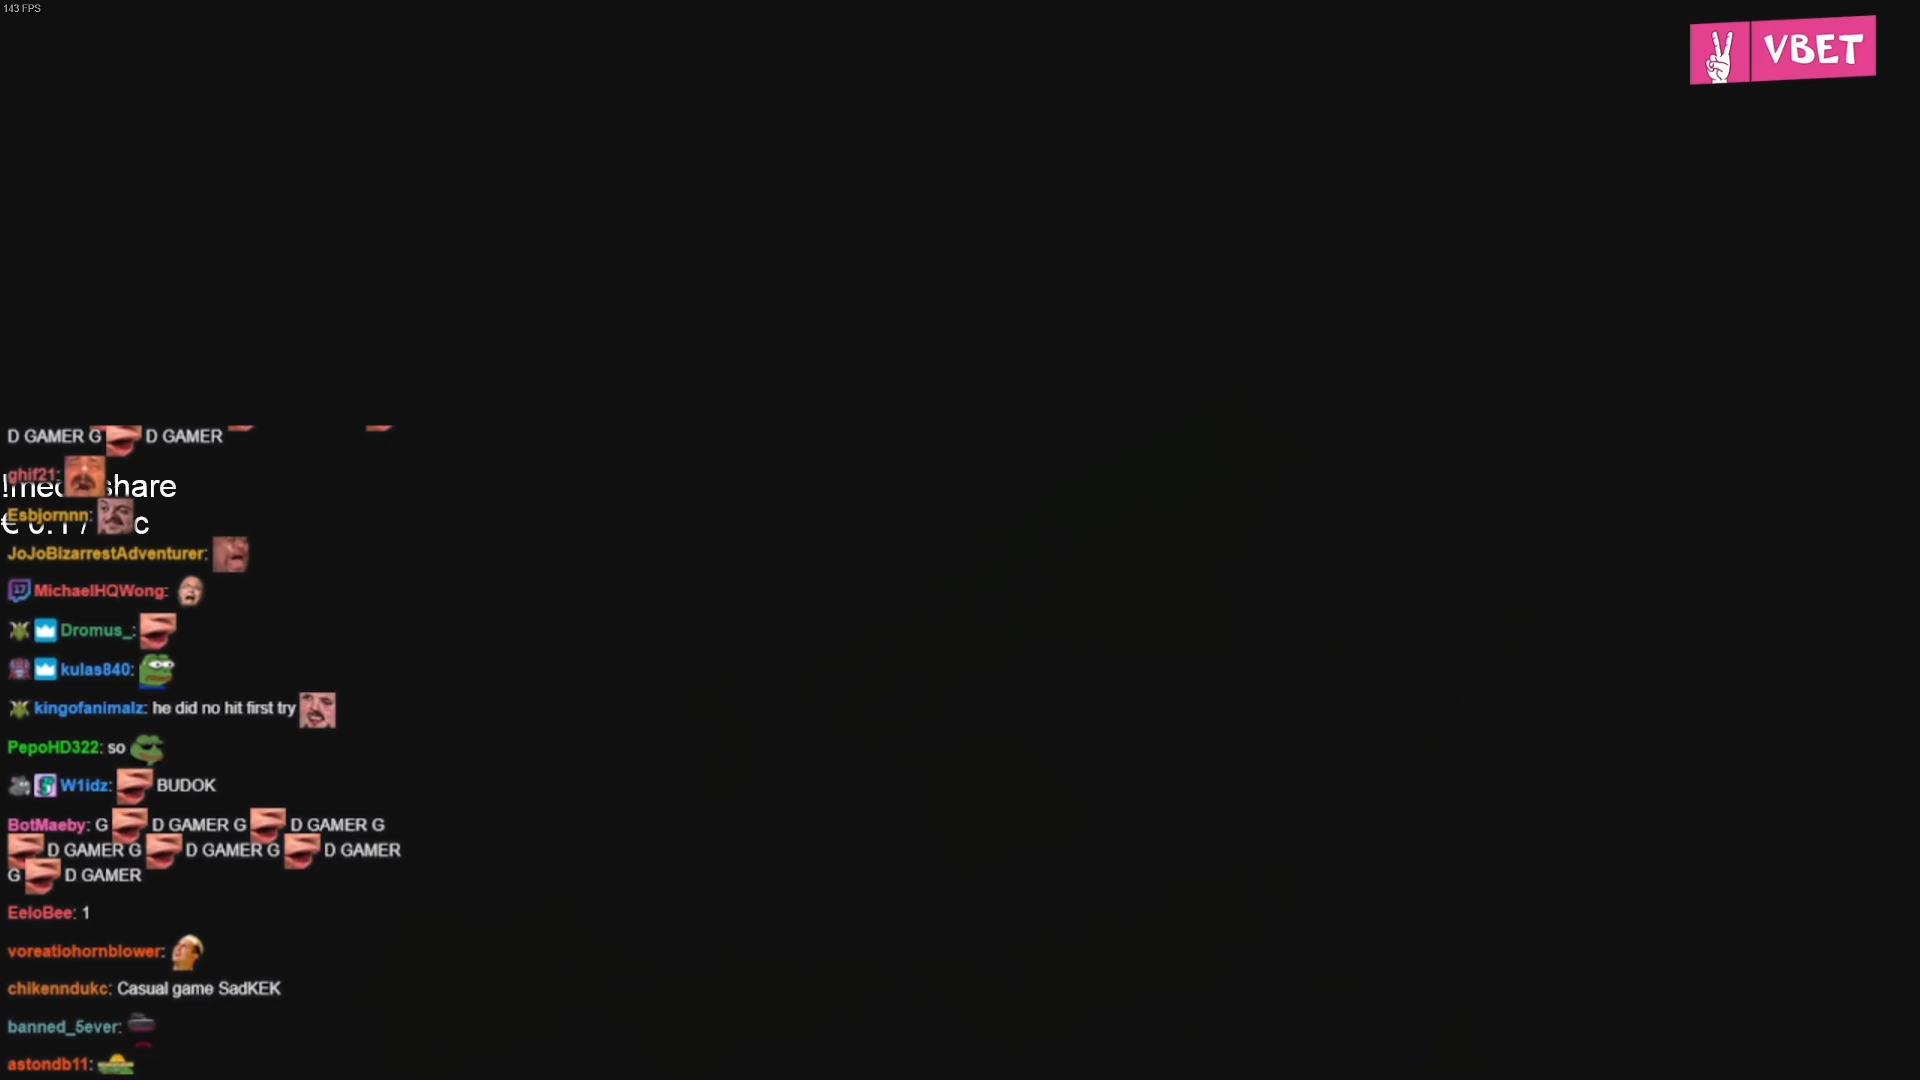 143 FPS
VBET
D GAMER G D GAMER
ghif21:
share
Esbjornnn:
JoJoBizarrestAdventurer:
MichaelHQWong:
Dromus_:
kulas840:
kingofanimalz: he did no hit first try
PepoHD322: so
W1idz: BUDOK
BotMaeby: G D GAMER G D GAMER G
D GAMER G D GAMER G D GAMER
G D GAMER
EeloBee: 1
voreatiohornblower:
chikenndukc: Casual game SadKEK
banned_5ever:
astondb11: